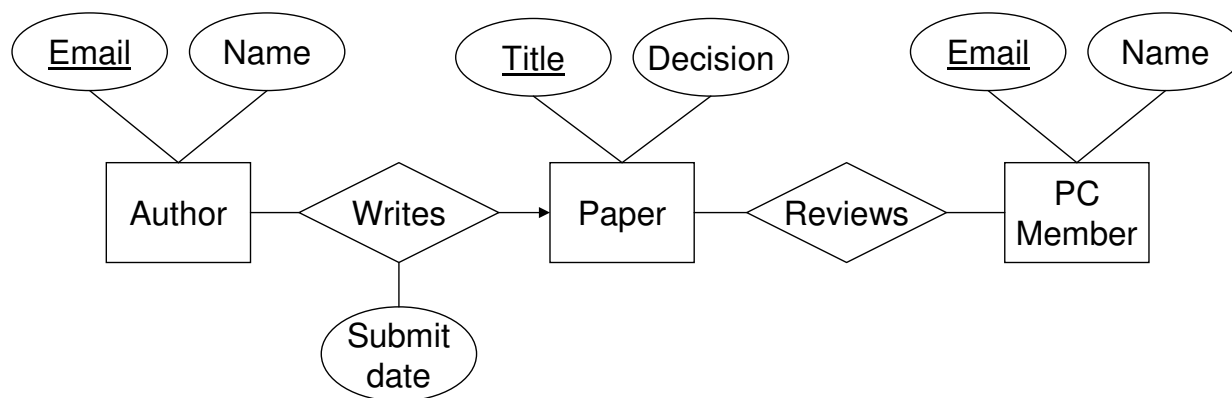 Email
Name
Title
Decision
Email
Name
Author
Writes
Paper
Reviews
PC
Member
Submit
date